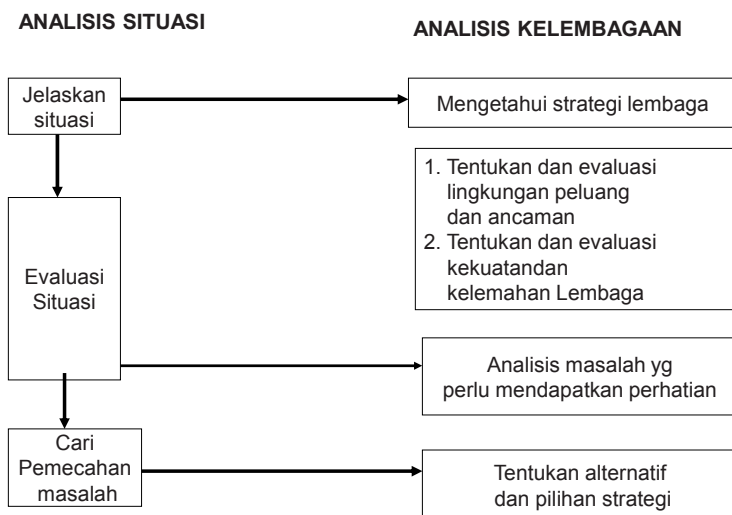 ANALISIS SITUASI
ANALISIS KELEMBAGAAN
Jelaskan
situasi
Mengetahui strategi lembaga
1. Tentukan dan evaluasi
lingkungan peluang
dan ancaman
2. Tentukan dan evaluasi
kekuatandan
kelemahan Lembaga
Evaluasi
Situasi
Analisis masalah yg
perlu mendapatkan perhatian
Cari
Pemecahan
masalah
Tentukan alternatif
dan pilihan strategi